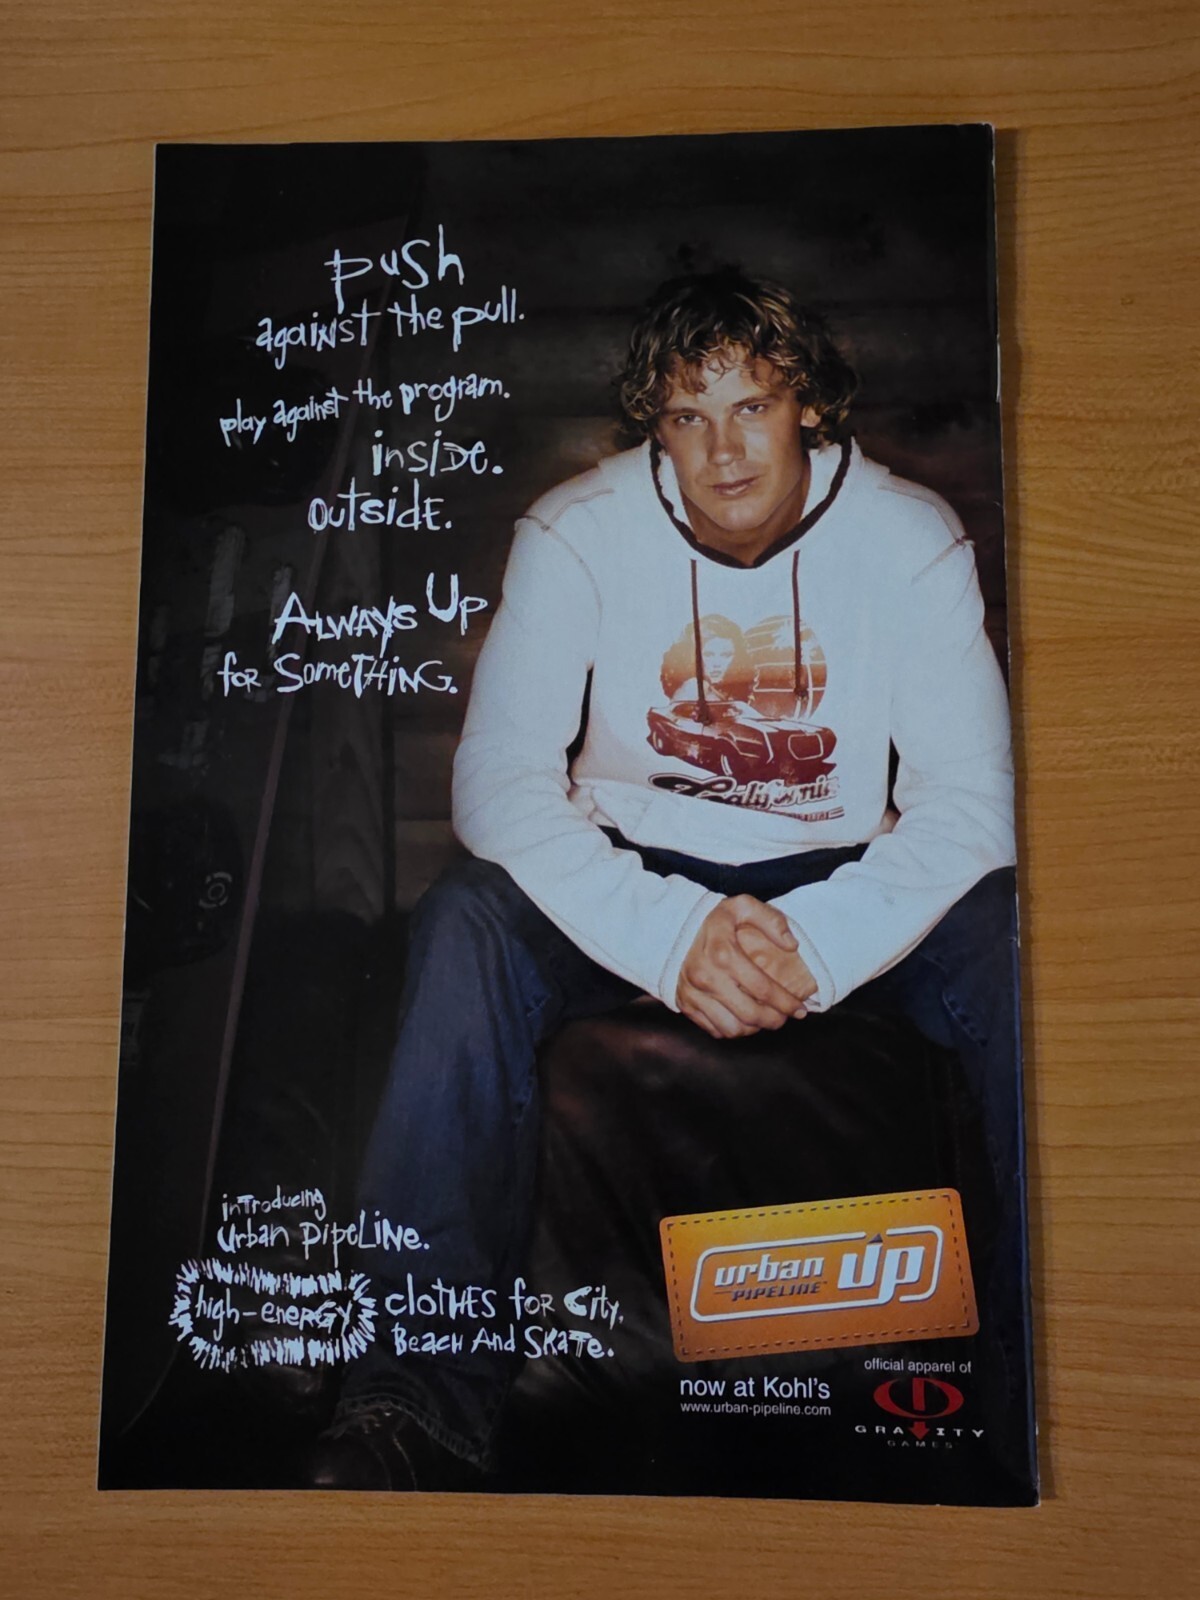 push
against the pull.
play against the program.
inside.
outside.
Always Up
for Something.
California
introducing
urban pipeline.
high-energy clothes for City,
Beach And Skate.
urban UP
PIPELINE
now at Kohl's
www.urban-pipeline.com
official apparel of
GRAVITY
GAMES